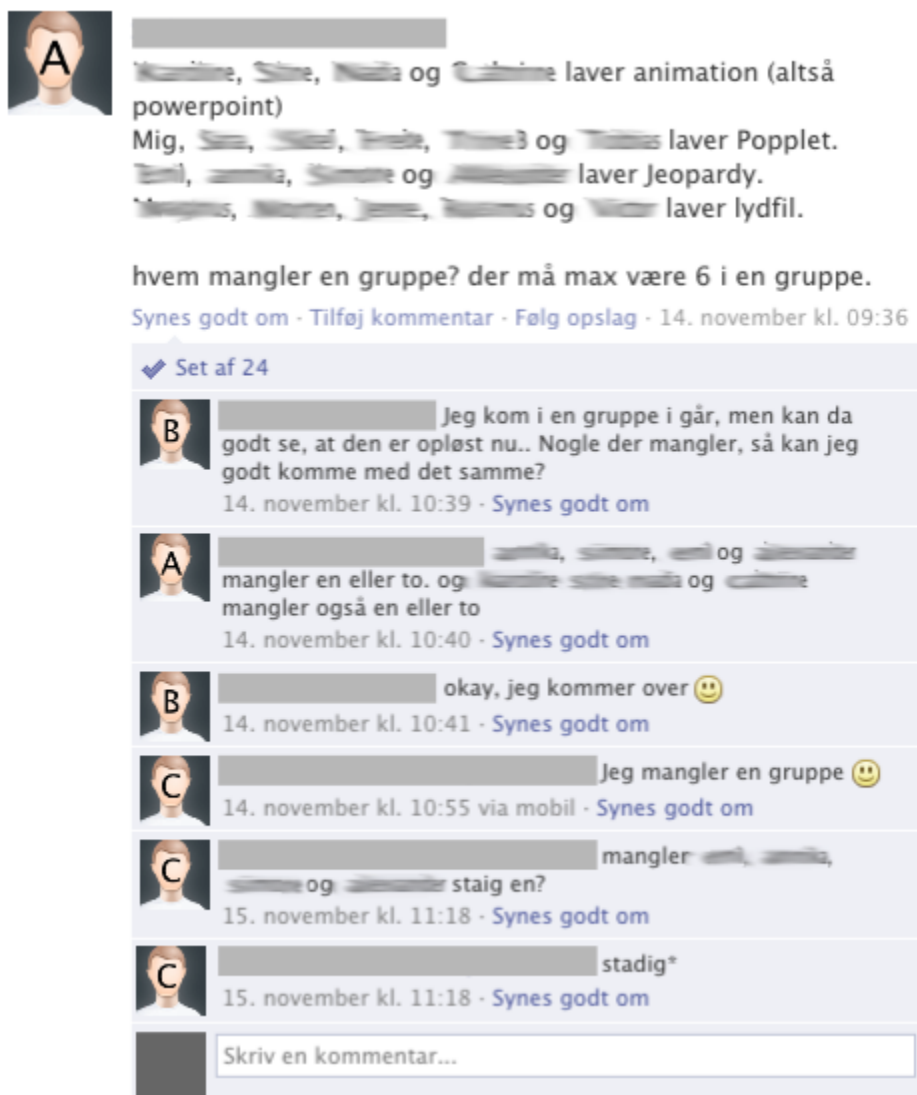 A
og laver animation (altså
powerpoint)
Mig, og laver Popplet.
og laver Jeopardy.
og laver lydfil.
hvem mangler en gruppe? der må max være 6 i en gruppe.
Synes godt om · Tilføj kommentar · Følg opslag · 14. november kl. 09:36
Set af 24
B
Jeg kom i en gruppe i går, men kan da
godt se, at den er opløst nu.. Nogle der mangler, så kan jeg
godt komme med det samme?
14. november kl. 10:39 · Synes godt om
A
og
mangler en eller to. og og
mangler også en eller to
14. november kl. 10:40 · Synes godt om
B
okay, jeg kommer over
14. november kl. 10:41 · Synes godt om
C
Jeg mangler en gruppe
14. november kl. 10:55 via mobil · Synes godt om
C
mangler
og staig en?
15. november kl. 11:18 · Synes godt om
C
stadig*
15. november kl. 11:18 · Synes godt om
Skriv en kommentar...